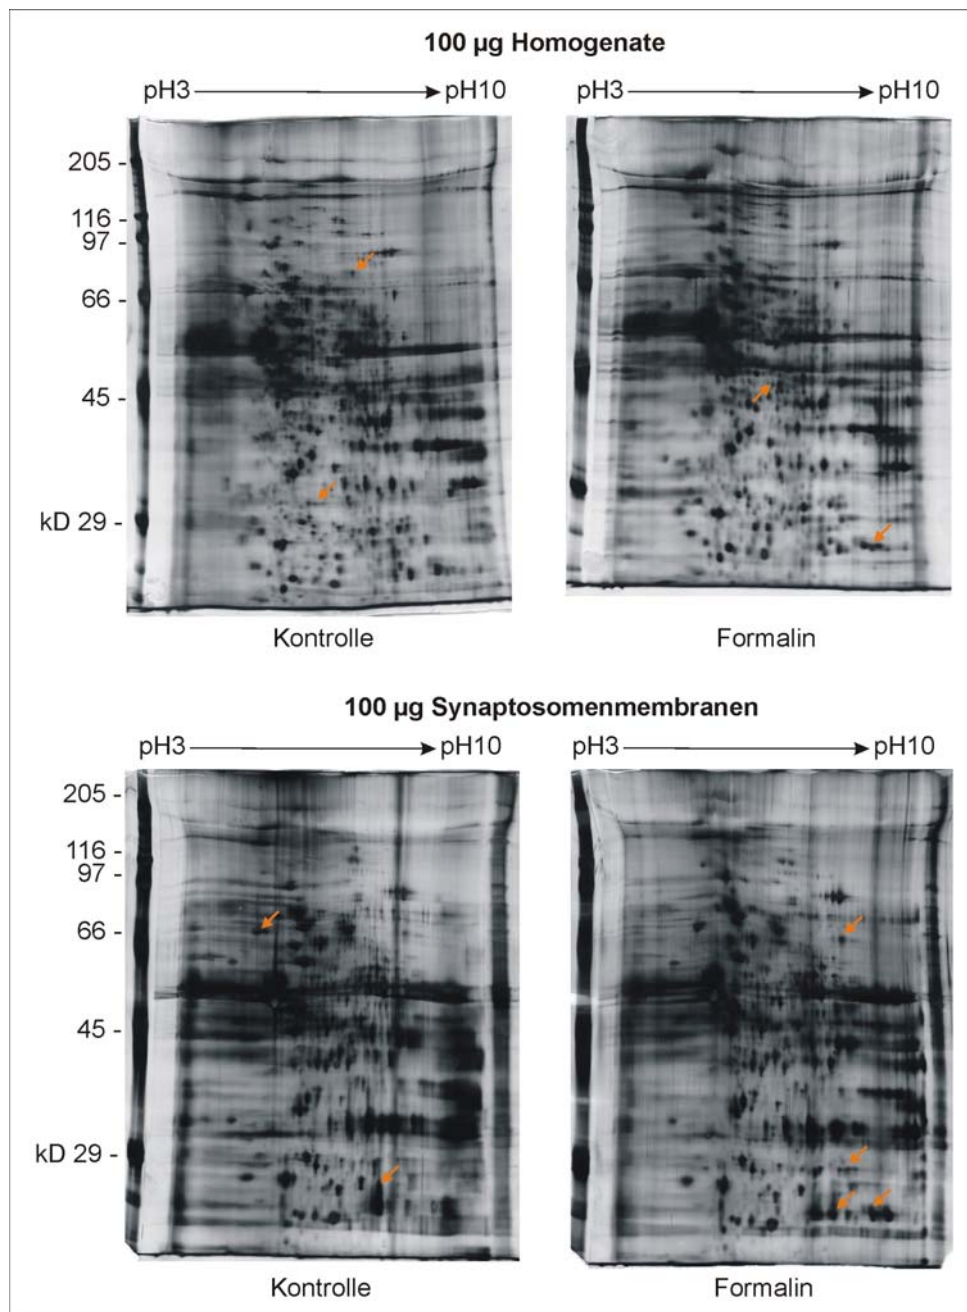 100 µg Homogenate
pH3 pH10 pH3 pH10
205 -
116 -
97 -
66 -
45 -
kD 29 -
Kontrolle Formalin
100 µg Synaptosomenmembranen
pH3 pH10 pH3 pH10
205 -
116 -
97 -
66 -
45 -
kD 29 -
Kontrolle Formalin